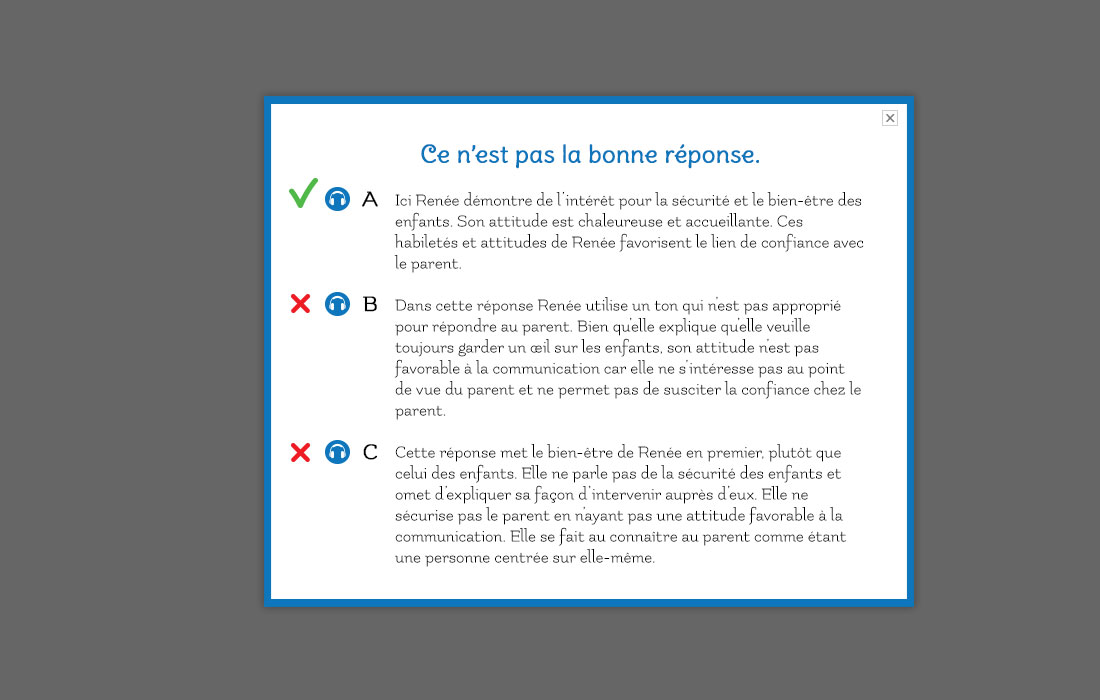 Ce n'est pas la bonne réponse.
A Ici Renée démontre de l'intérêt pour la sécurité et le bien-être des
enfants. Son attitude est chaleureuse et accueillante. Ces
habiletés et attitudes de Renée favorisent le lien de confiance avec
le parent.
B Dans cette réponse Renée utilise un ton qui n'est pas approprié
pour répondre au parent. Bien qu'elle explique qu'elle veuille
toujours garder un œil sur les enfants, son attitude n'est pas
favorable à la communication car elle ne s'intéresse pas au point
de vue du parent et ne permet pas de susciter la confiance chez le
parent.
C Cette réponse met le bien-être de Renée en premier, plutôt que
celui des enfants. Elle ne parle pas de la sécurité des enfants et
omet d'expliquer sa façon d'intervenir auprès d'eux. Elle ne
sécurise pas le parent en n'ayant pas une attitude favorable à la
communication. Elle se fait au connaître au parent comme étant
une personne centrée sur elle-même.